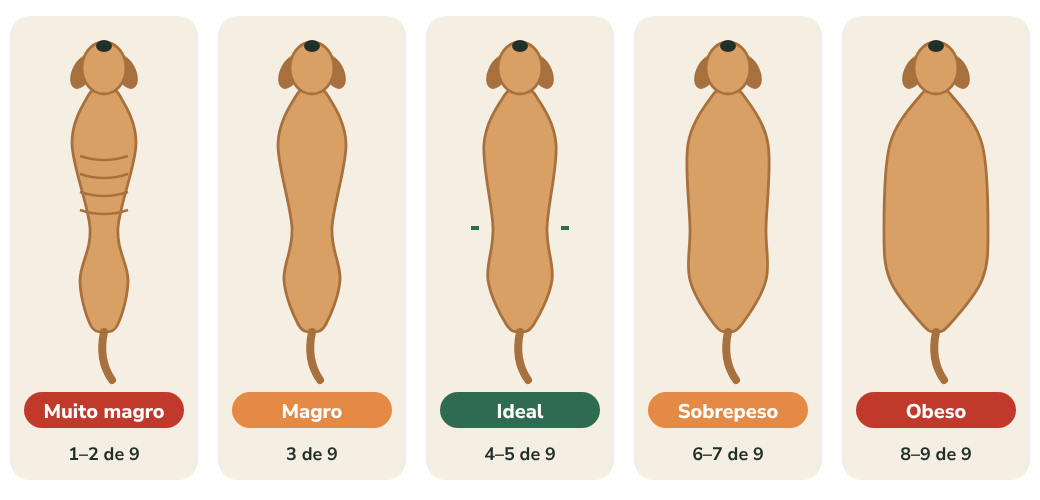 Muito magro
1–2 de 9
Magro
3 de 9
Ideal
4–5 de 9
Sobrepeso
6–7 de 9
Obeso
8–9 de 9